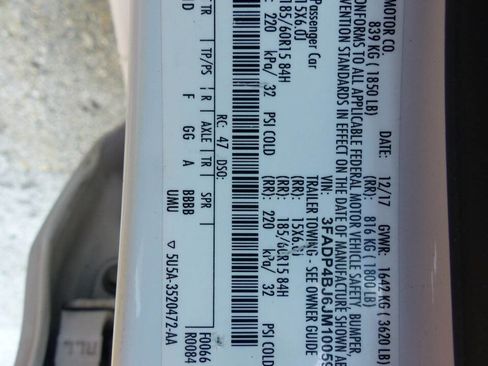 MOTOR CO.
DATE: 12/17 GVWR: 1642 KG ( 3620 LB)
839 KG ( 1850 LB) (RR): 816 KG ( 1800 LB)
ONFORMS TO ALL APPLICABLE FEDERAL MOTOR VEHICLE SAFETY, BUMPER,
VENTION STANDARDS IN EFFECT ON THE DATE OF MANUFACTURE SHOWN AB
VIN: 3FADP4BJ6JM10059
Passenger Car TRAILER TOWING - SEE OWNER GUIDE
15X6.0J (RR): 15X6.0J
185/60R15 84H (RR): 185/60R15 84H
220 kPa/ 32 PSI COLD (RR): 220 kPa/ 32 PSI COLD
RC: 47 DSO:
TR TP/PS R AXLE TR SPR
F GG A BBBB
UMU
5U5A-3520472-AA
F0066
R0084